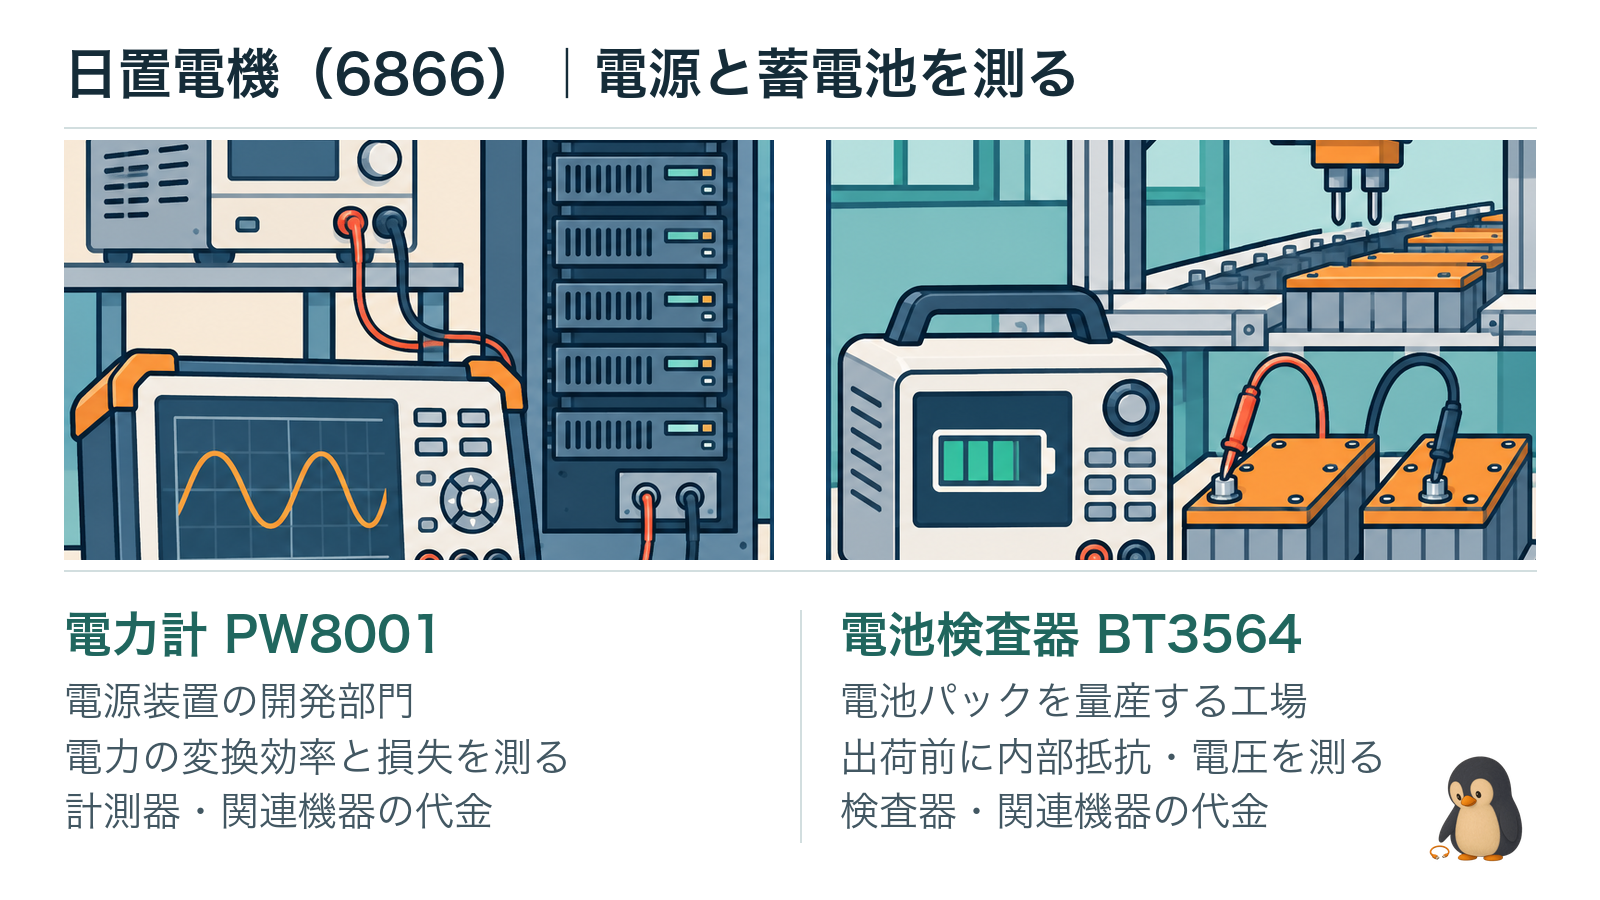 日置電機（6866）｜電源と蓄電池を測る
電力計 PW8001
電源装置の開発部門
電力の変換効率と損失を測る
計測器・関連機器の代金
電池検査器 BT3564
電池パックを量産する工場
出荷前に内部抵抗・電圧を測る
検査器・関連機器の代金